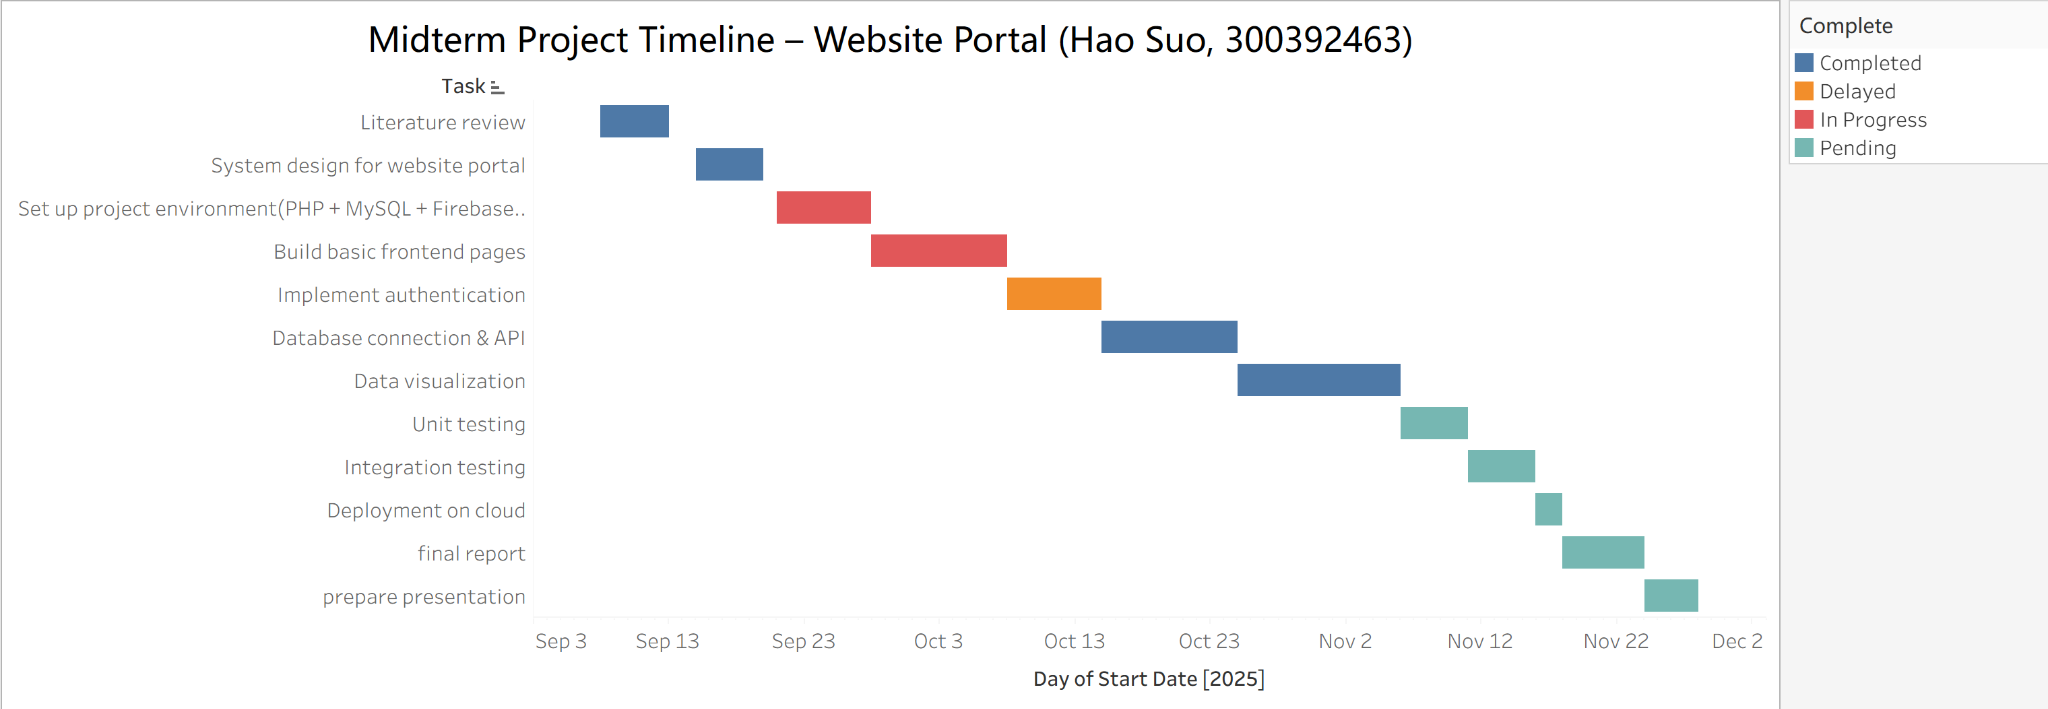 Midterm Project Timeline – Website Portal (Hao Suo, 300392463)
Task
Literature review
System design for website portal
Set up project environment(PHP + MySQL + Firebase..
Build basic frontend pages
Implement authentication
Database connection & API
Data visualization
Unit testing
Integration testing
Deployment on cloud
final report
prepare presentation
Sep 3 Sep 13 Sep 23 Oct 3 Oct 13 Oct 23 Nov 2 Nov 12 Nov 22 Dec 2
Day of Start Date [2025]
Complete
Completed
Delayed
In Progress
Pending